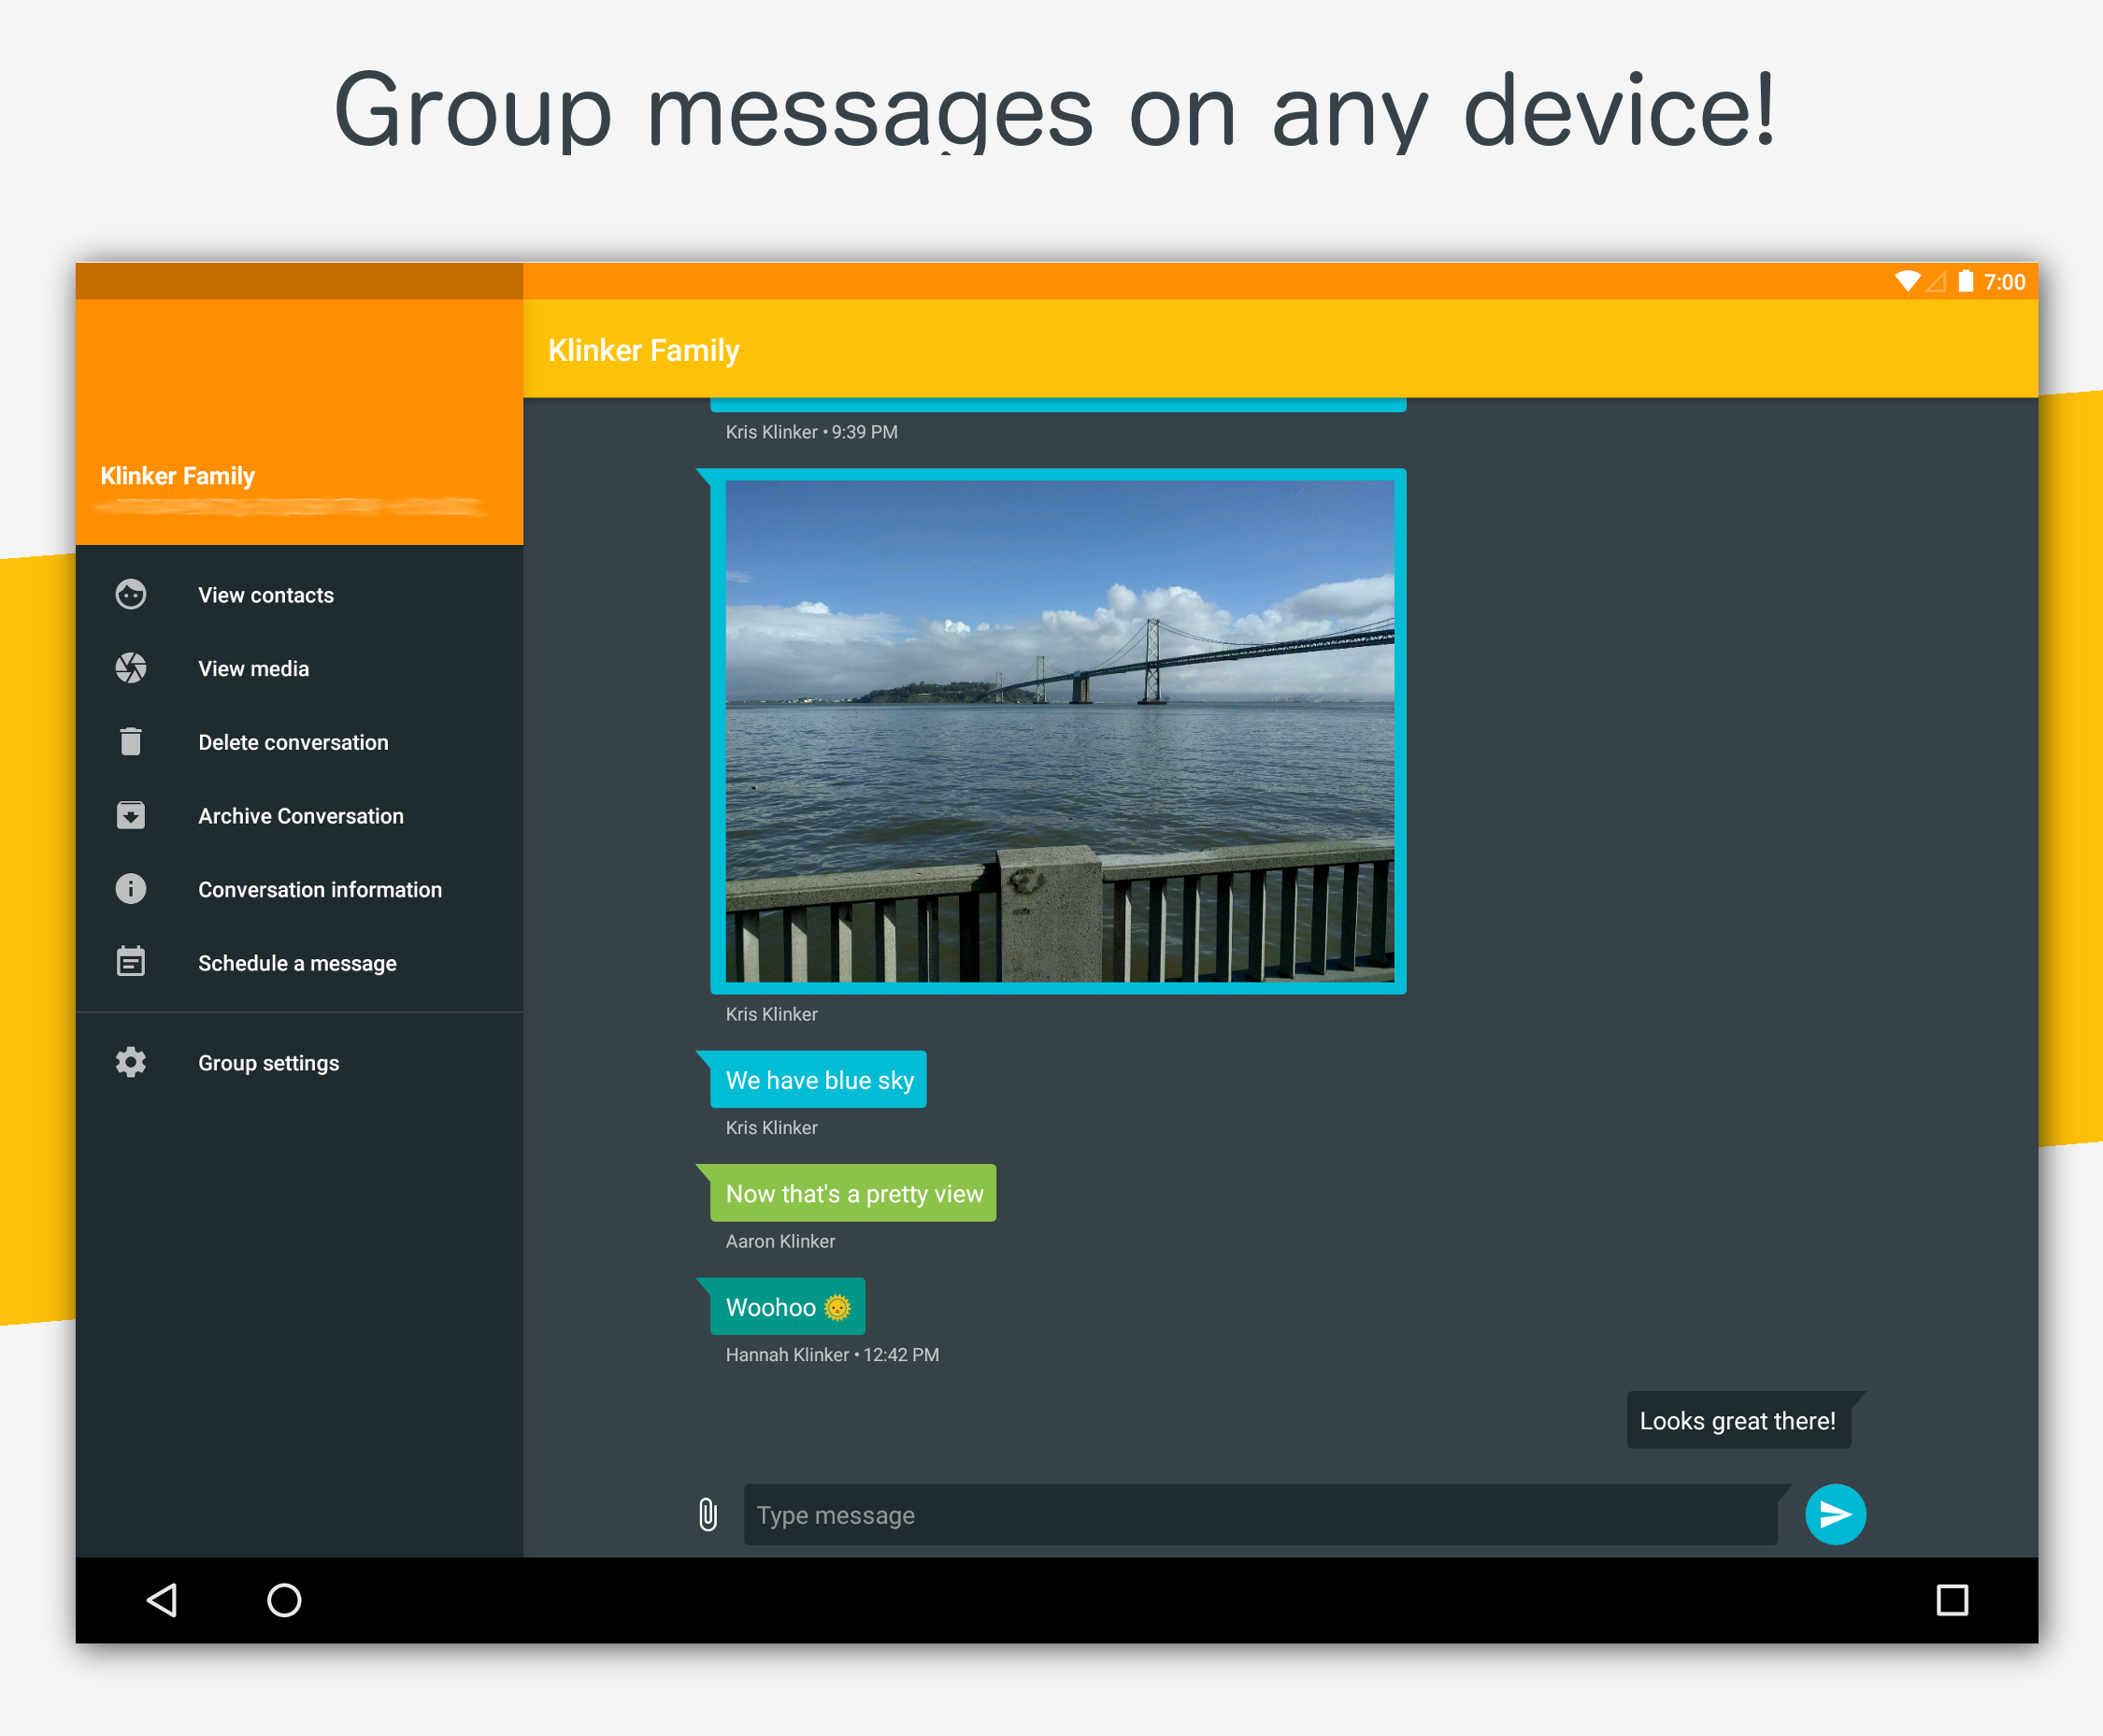 Group messages on any device!
7:00
Klinker Family
Klinker Family
View contacts
View media
Delete conversation
Archive Conversation
Conversation information
Schedule a message
Group settings
Kris Klinker • 9:39 PM
Kris Klinker
We have blue sky
Kris Klinker
Now that's a pretty view
Aaron Klinker
Woohoo 🌞
Hannah Klinker • 12:42 PM
Looks great there!
Type message